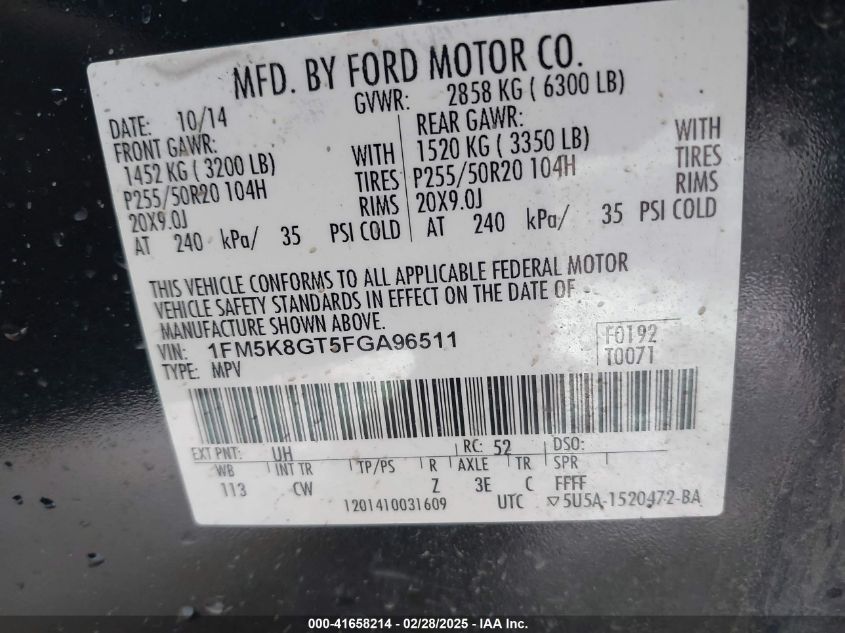 MFD. BY FORD MOTOR CO.
DATE: 10/14
GVWR: 2858 KG ( 6300 LB)
FRONT GAWR:
1452 KG ( 3200 LB) WITH
P255/50R20 104H TIRES
20X9.0J RIMS
AT 240 kPa/ 35 PSI COLD
REAR GAWR: WITH
1520 KG ( 3350 LB) TIRES
P255/50R20 104H RIMS
20X9.0J
AT 240 kPa/ 35 PSI COLD
THIS VEHICLE CONFORMS TO ALL APPLICABLE FEDERAL MOTOR
VEHICLE SAFETY STANDARDS IN EFFECT ON THE DATE OF
MANUFACTURE SHOWN ABOVE.
VIN: 1FM5K8GT5FGA96511
TYPE: MPV
F0192
T0071
EXT PNT: UH RC: 52 DSO:
WB INT TR TP/PS R AXLE TR SPR
113 CW Z 3E C FFFF
1201410031609 UTC ▽5U5A-1520472-BA
000-41658214 - 02/28/2025 - IAAI.com